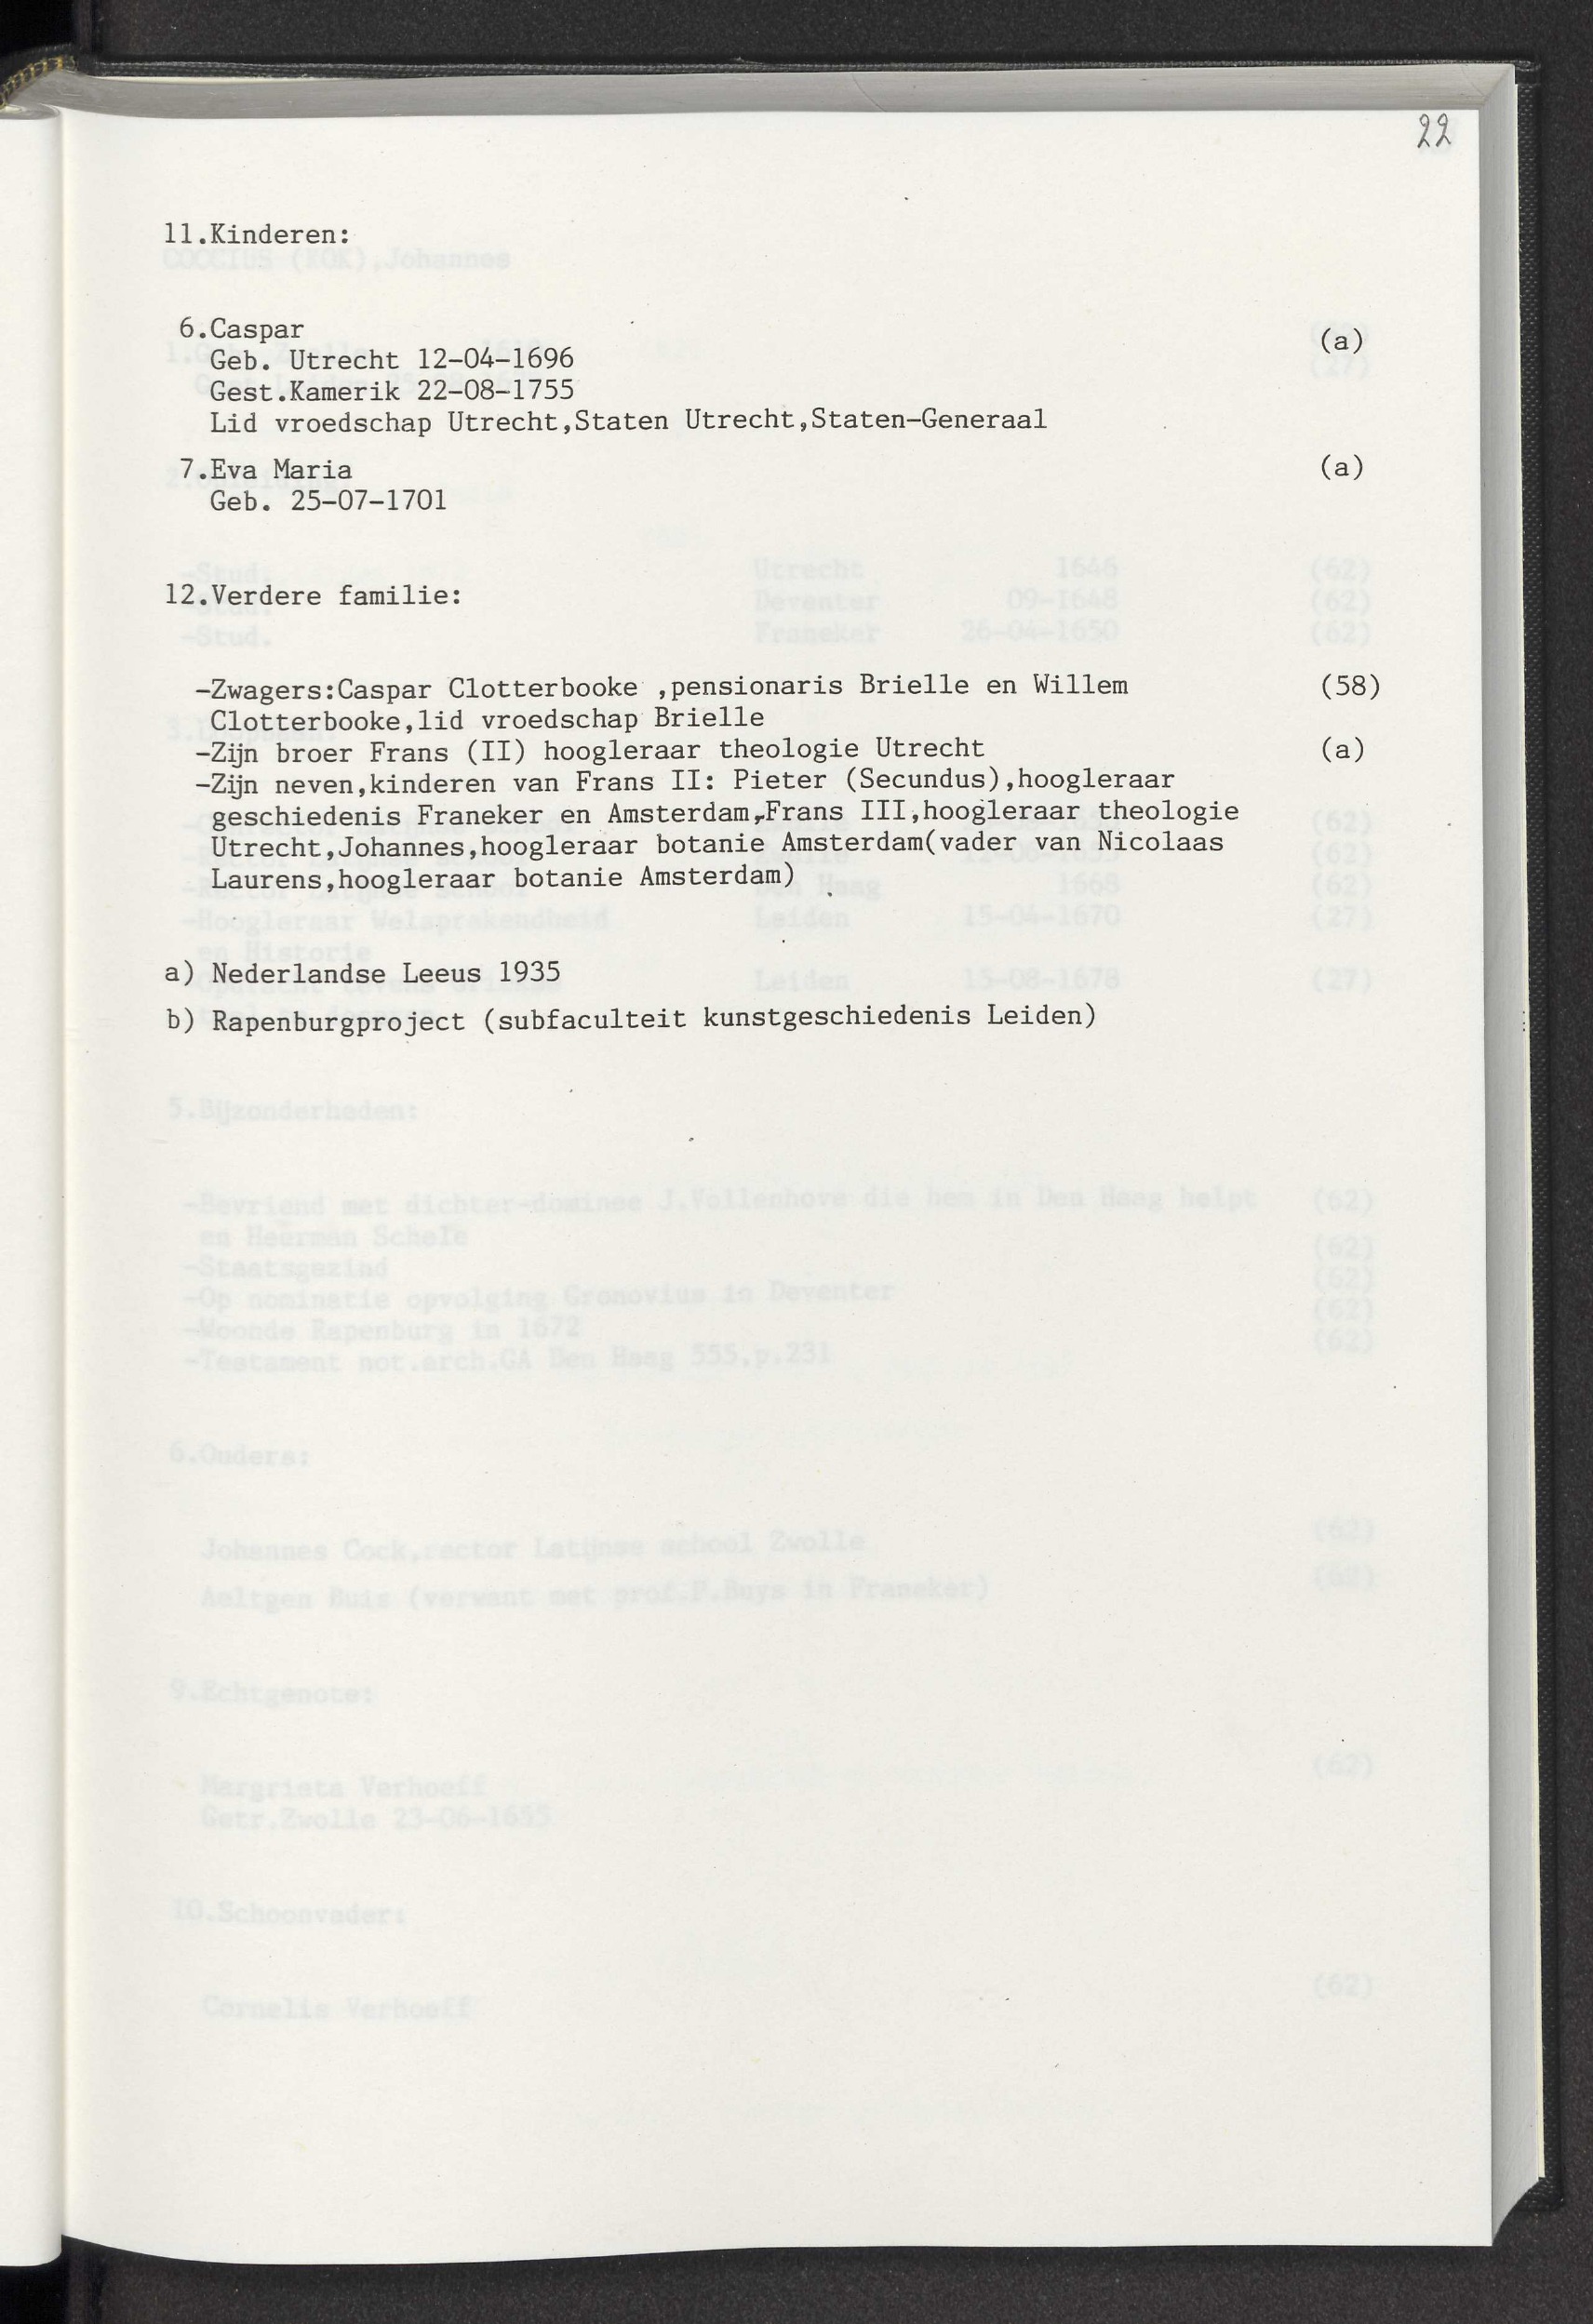 22
11.Kinderen:
6.Caspar (a)
Geb. Utrecht 12-04-1696
Gest.Kamerik 22-08-1755
Lid vroedschap Utrecht,Staten Utrecht,Staten-Generaal
7.Eva Maria (a)
Geb. 25-07-1701
12.Verdere familie:
-Zwagers:Caspar Clotterbooke ,pensionaris Brielle en Willem (58)
Clotterbooke,lid vroedschap Brielle
-Zijn broer Frans (II) hoogleraar theologie Utrecht (a)
-Zijn neven,kinderen van Frans II: Pieter (Secundus),hoogleraar
geschiedenis Franeker en Amsterdam,Frans III,hoogleraar theologie
Utrecht,Johannes,hoogleraar botanie Amsterdam(vader van Nicolaas
Laurens,hoogleraar botanie Amsterdam)
a) Nederlandse Leeus 1935
b) Rapenburgproject (subfaculteit kunstgeschiedenis Leiden)